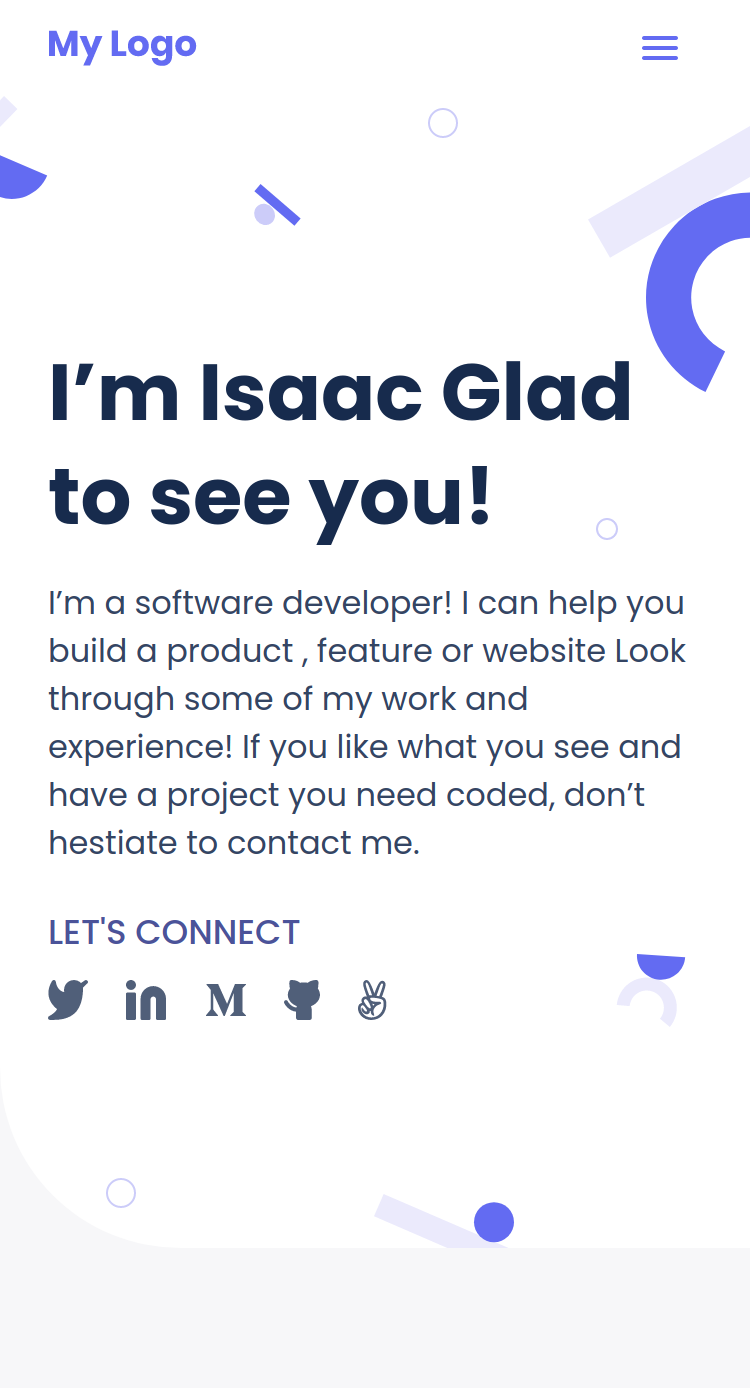 My Logo
I’m Isaac Glad
to see you!
I’m a software developer! I can help you
build a product , feature or website Look
through some of my work and
experience! If you like what you see and
have a project you need coded, don’t
hestiate to contact me.
LET'S CONNECT